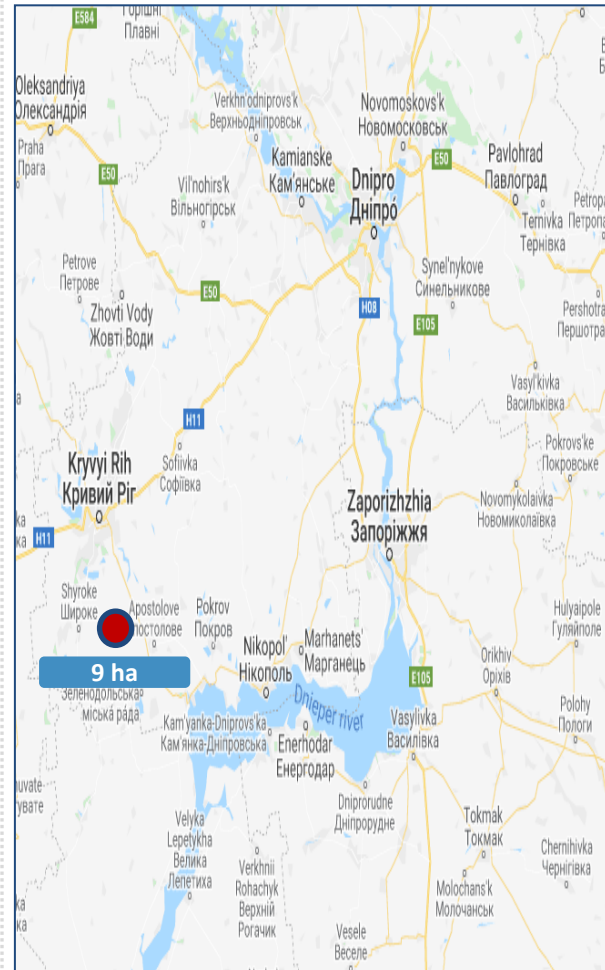 E584
Горішні
Плавні
Oleksandriya
Олександрія
Verkhn'odniprovs'k
Верхньодніпровськ
Novomoskovs'k
Новомосковськ
Praha
Прага
E50
Kamianske
Кам'янське
E50
Pavlohrad
Павлоград
Vil'nohirs'k
Вільногірськ
Dnipro
Дніпро́
Ternivka
Тернівка
Petrove
Петрове
Synel'nykove
Синельникове
E50
Zhovti Vody
Жовті Води
H08
E105
Vasyl'kivka
Васильківка
H11
Sofiivka
Софіївка
Pokrovs'ke
Покровське
Kryvyi Rih
Кривий Ріг
Zaporizhzhia
Запоріжжя
Novomykolaivka
Новомиколаївка
H11
Shyroke
Широке
Apostolove
Pokrov
Покров
Hulyaipole
Гуляйполе
9 ha
Nikopol'
Нікополь
Marhanets'
Марганець
Orikhiv
Оріхів
E105
Зеленодольська
міська рада
Kam'yanka-Dniprovs'ka
Кам'янка-Дніпровська
Dnieper river
Enerhodar
Енергодар
Vasylivka
Василівка
Polohy
Пологи
Dniprorudne
Дніпрорудне
Velyka
Lepetykha
Велика
Лепетиха
Tokmak
Токмак
Chernihivka
Чернігівка
Verkhnii
Rohachyk
Верхній
Рогачик
Molochans'k
Молочанськ
Vesele
Веселе